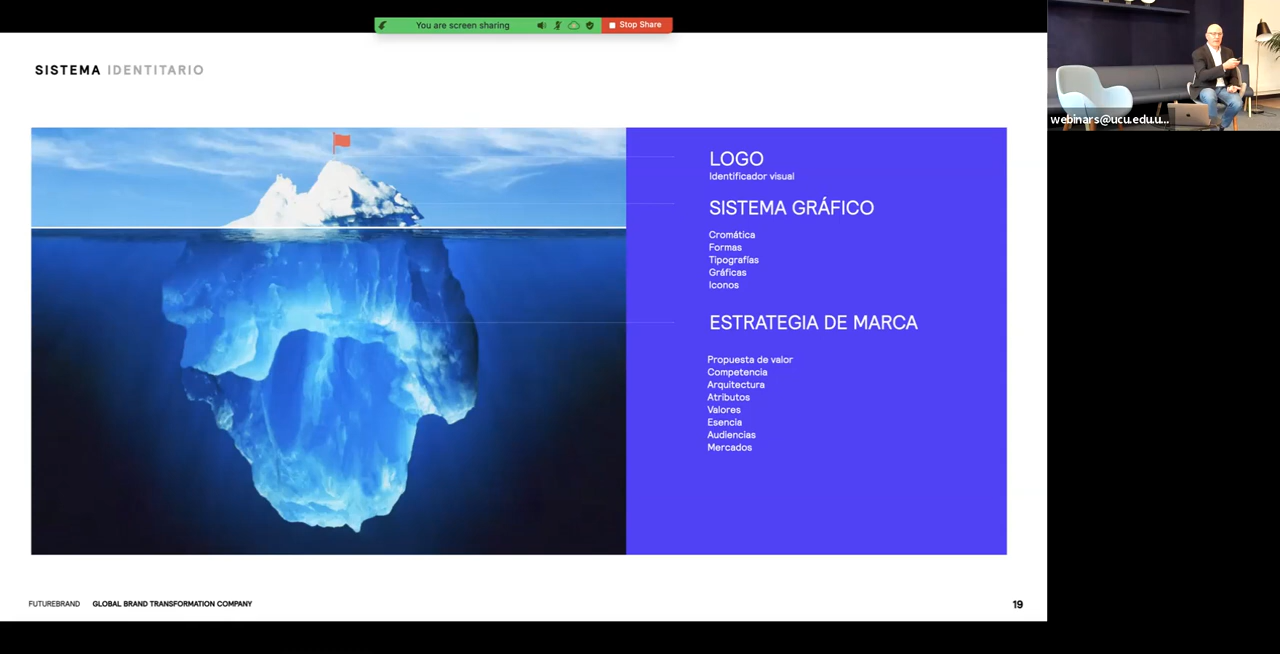 You are screen sharing
Stop Share
SISTEMA IDENTITARIO
webinars@ucu.edu.u...
LOGO
Identificador visual
SISTEMA GRÁFICO
Cromática
Formas
Tipografías
Gráficas
Iconos
ESTRATEGIA DE MARCA
Propuesta de valor
Competencia
Arquitectura
Atributos
Valores
Esencia
Audiencias
Mercados
FUTUREBRAND GLOBAL BRAND TRANSFORMATION COMPANY
19